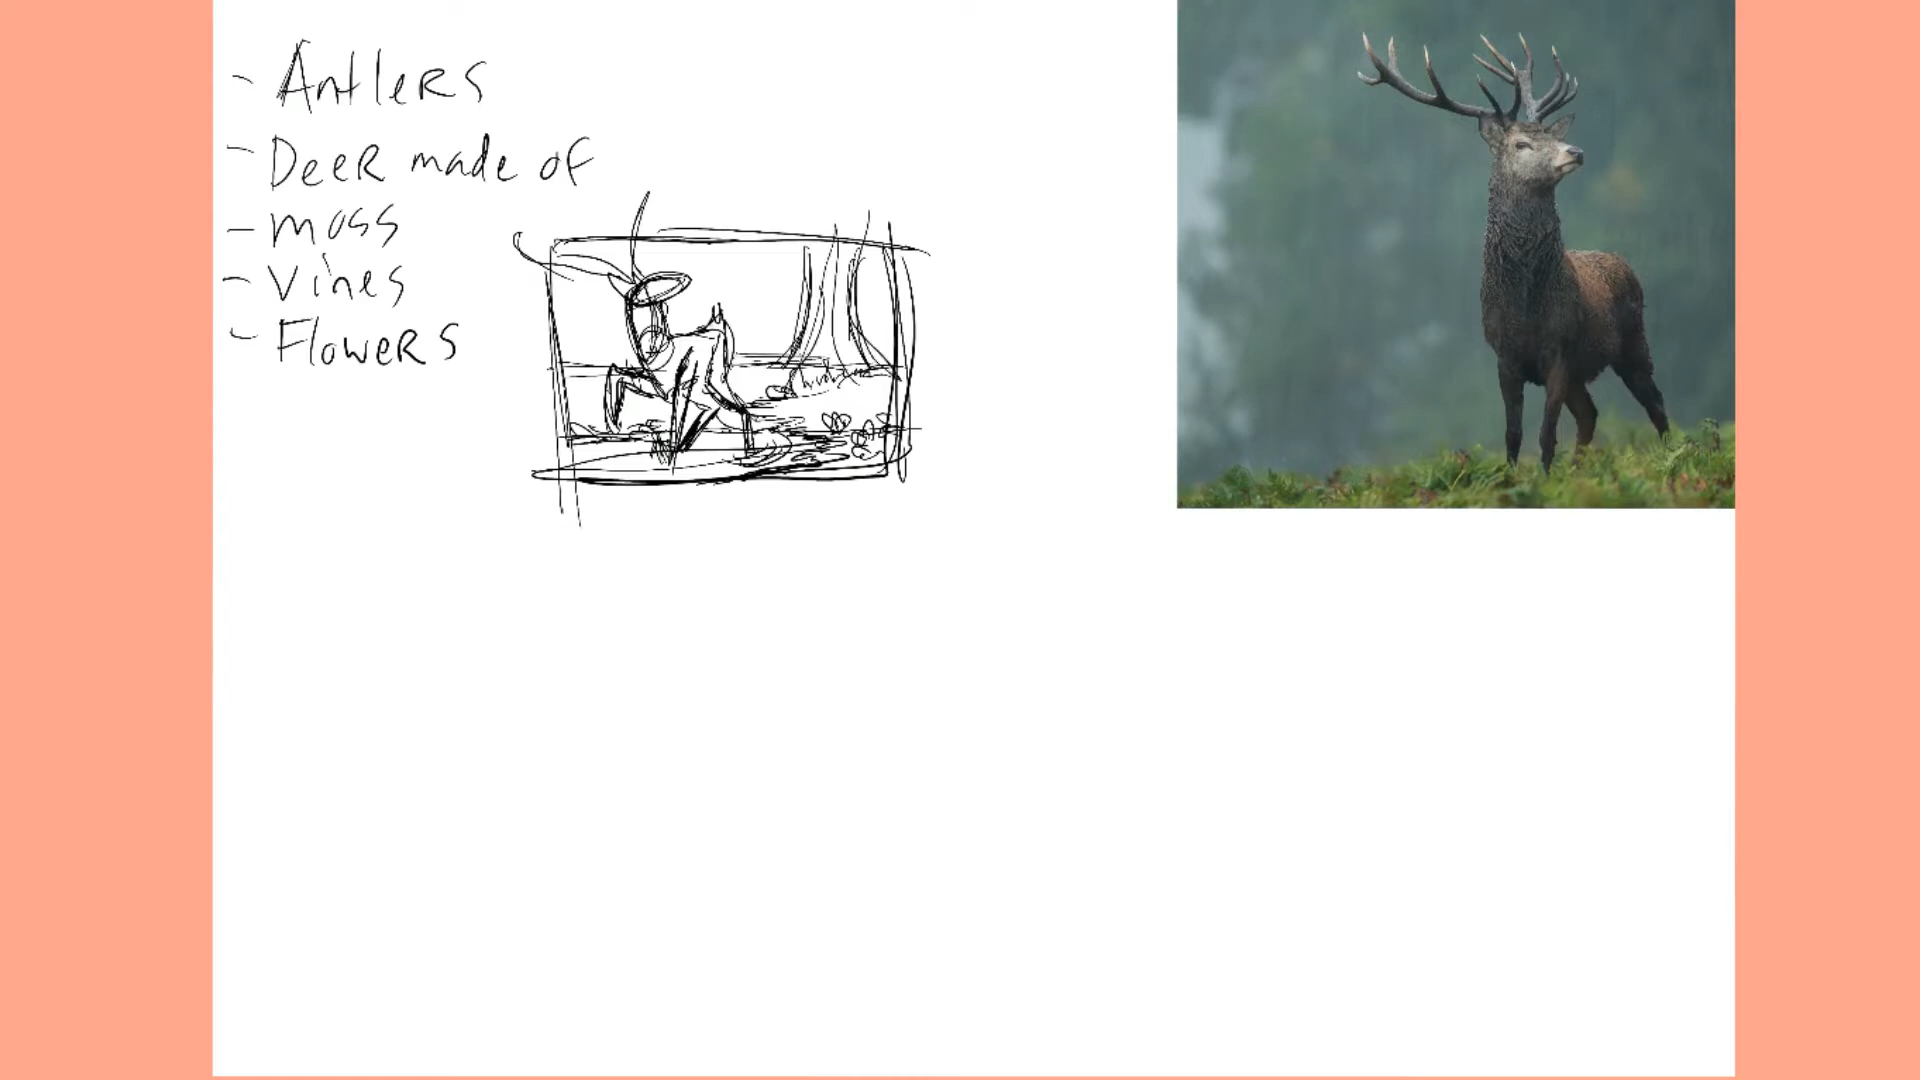 - Antlers
- Deer made of
- moss
- Vines
- Flowers